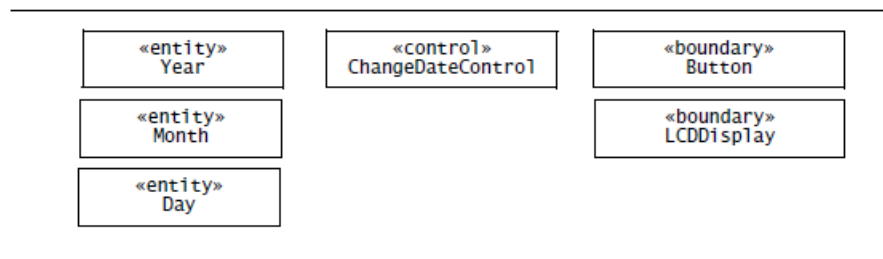 «entity»
Year
«control»
ChangeDateControl
«boundary»
Button
«entity»
Month
«boundary»
LCDDisplay
«entity»
Day